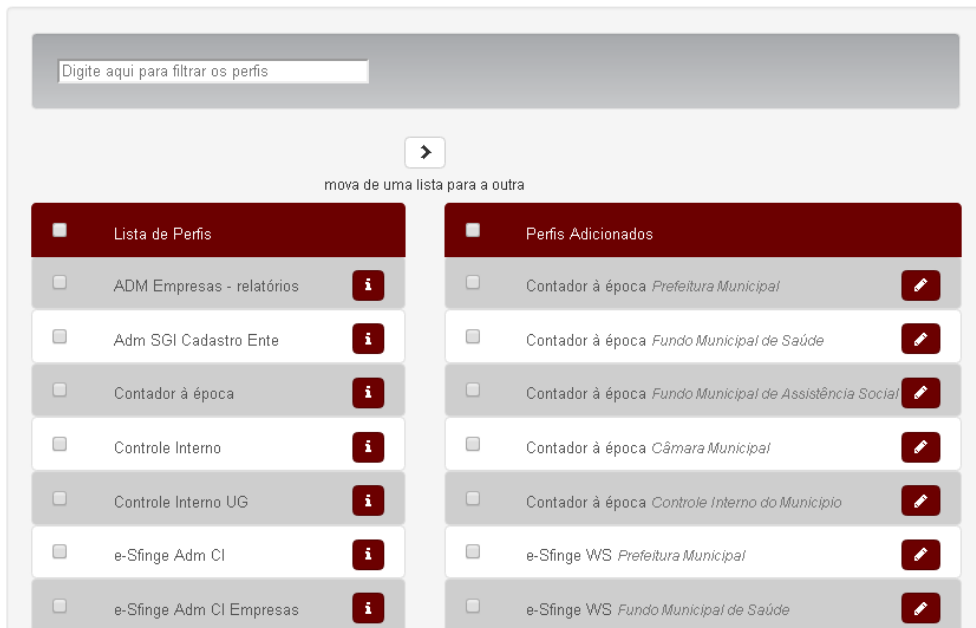 Digite aqui para filtrar os perfis
mova de uma lista para a outra
Lista de Perfis
ADM Empresas - relatórios
Adm SGI Cadastro Ente
Contador à época
Controle Interno
Controle Interno UG
e-Sfinge Adm CI
e-Sfinge Adm CI Empresas
Perfis Adicionados
Contador à época Prefeitura Municipal
Contador à época Fundo Municipal de Saúde
Contador à época Fundo Municipal de Assistência Social
Contador à época Câmara Municipal
Contador à época Controle Interno do Municipio
e-Sfinge WS Prefeitura Municipal
e-Sfinge WS Fundo Municipal de Saúde